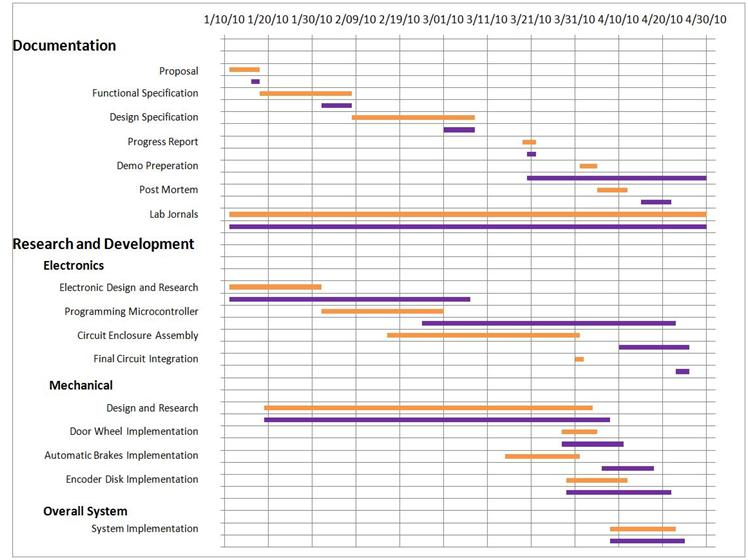 1/10/10 1/20/10 1/30/10 2/09/10 2/19/10 3/01/10 3/11/10 3/21/10 3/31/10 4/10/10 4/20/10 4/30/10
Documentation
Proposal
Functional Specification
Design Specification
Progress Report
Demo Preperation
Post Mortem
Lab Jornals
Research and Development
Electronics
Electronic Design and Research
Programming Microcontroller
Circuit Enclosure Assembly
Final Circuit Integration
Mechanical
Design and Research
Door Wheel Implementation
Automatic Brakes Implementation
Encoder Disk Implementation
Overall System
System Implementation